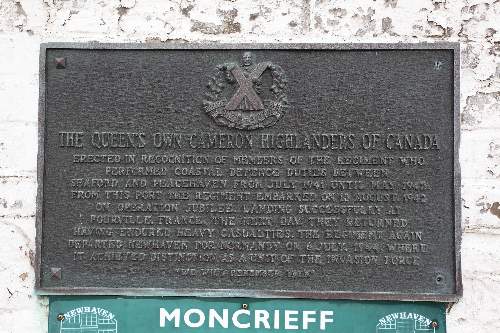 THE QUEEN'S OWN CAMERON HIGHLANDERS OF CANADA
ERECTED IN RECOGNITION OF MEMBERS OF THE REGIMENT WHO
PERFORMED COASTAL DEFENCE DUTIES BETWEEN
SEAFORD AND PEACEHAVEN FROM JULY 1941 UNTIL MAY 1942
FROM THIS PORT THE REGIMENT EMBARKED ON 18 AUGUST 1942
ON OPERATION JUBILEE, LANDING SUCCESSFULLY AT
POURVILLE, FRANCE. THE NEXT DAY THEY RETURNED
HAVING ENDURED HEAVY CASUALTIES. THE REGIMENT AGAIN
DEPARTED NEWHAVEN FOR NORMANDY ON 6 JULY, 1944 WHERE
IT ACHIEVED DISTINCTION AS A UNIT OF THE INVASION FORCE
NEWHAVEN
MONCRIEFF
NEWHAVEN